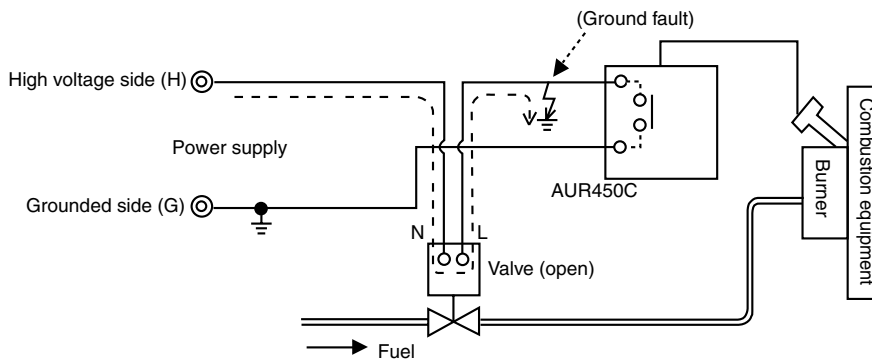 (Ground fault)
High voltage side (H)
Power supply
AUR450C
Grounded side (G)
N
L
Valve (open)
Fuel
Burner
Combustion equipment